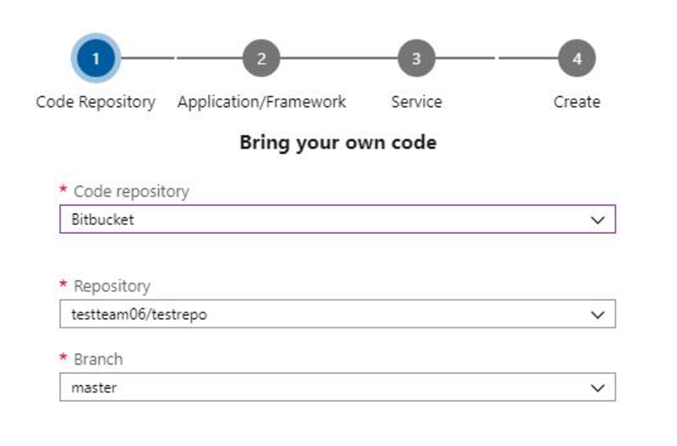 1 2 3 4
Code Repository Application/Framework Service Create
Bring your own code
* Code repository
Bitbucket
* Repository
testteam06/testrepo
* Branch
master